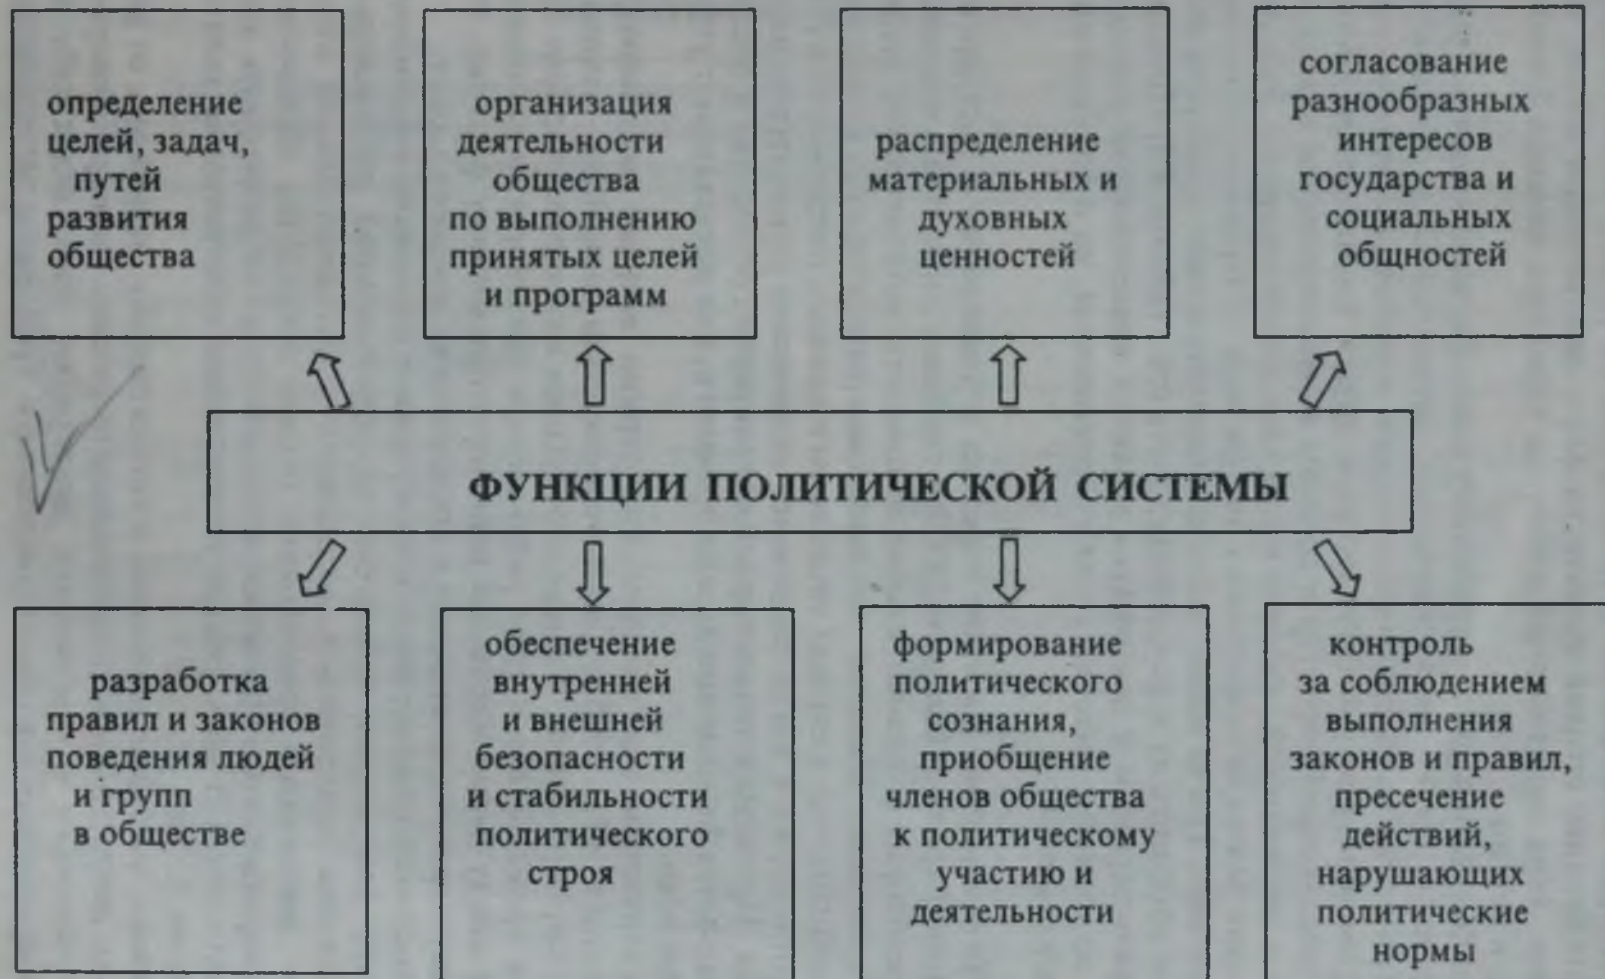 определение
целей, задач,
путей
развития
общества
организация
деятельности
общества
по выполнению
принятых целей
и программ
распределение
материальных и
духовных
ценностей
согласование
разнообразных
интересов
государства и
социальных
общностей
ФУНКЦИИ ПОЛИТИЧЕСКОЙ СИСТЕМЫ
разработка
правил и законов
поведения людей
и групп
в обществе
обеспечение
внутренней
и внешней
безопасности
и стабильности
политического
строя
формирование
политического
сознания,
приобщение
членов общества
к политическому
участию и
деятельности
контроль
за соблюдением
выполнения
законов и правил,
пресечение
действий,
нарушающих
политические
нормы